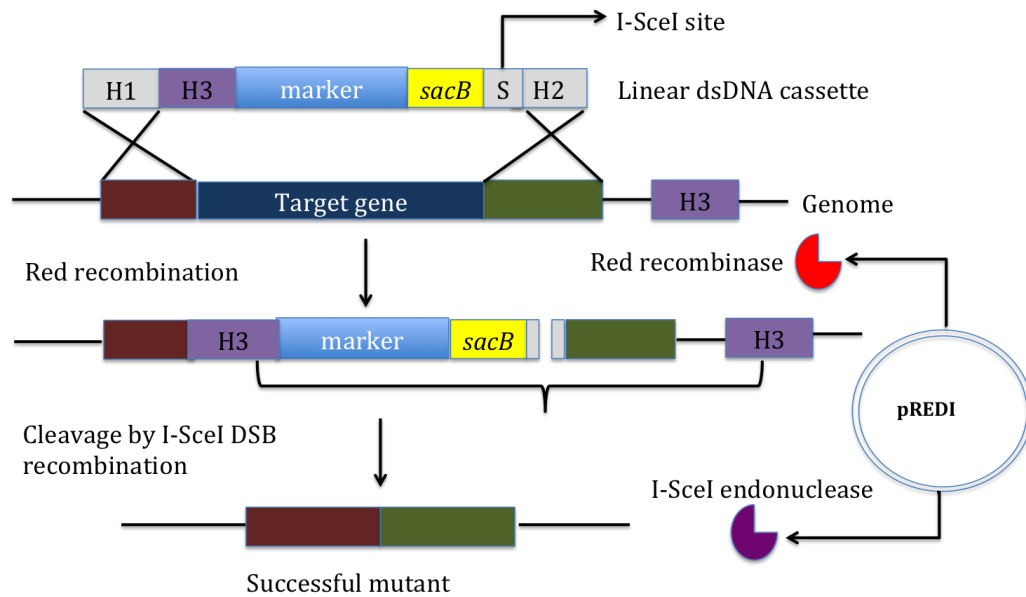 I-SceI site
H1 H3 marker sacB S H2 Linear dsDNA cassette
Target gene H3 Genome
Red recombination Red recombinase
H3 marker sacB H3
pREDI
Cleavage by I-SceI DSB
recombination
I-SceI endonuclease
Successful mutant